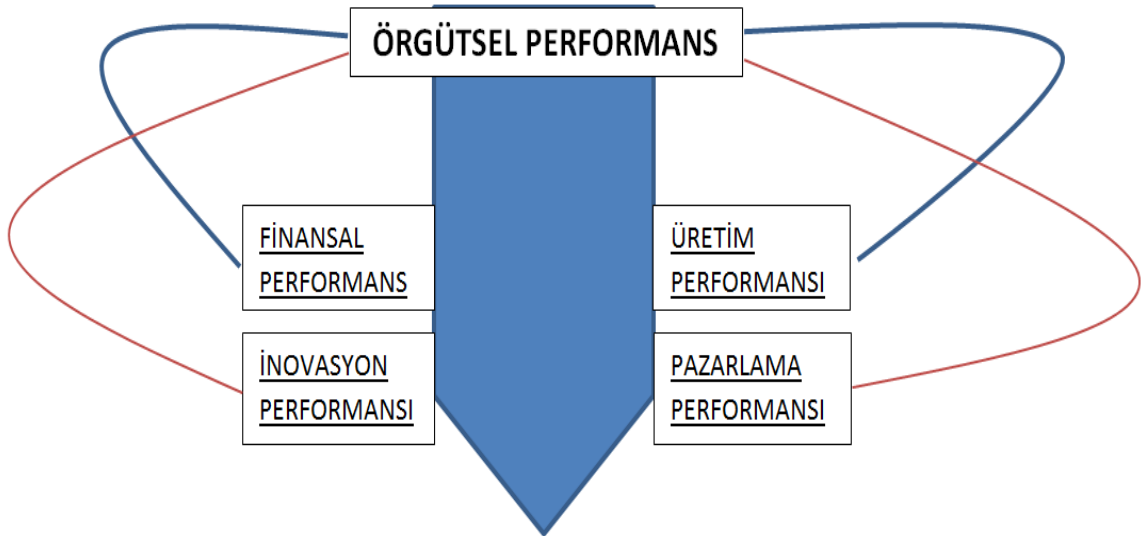 ÖRGÜTSEL PERFORMANS
FİNANSAL
PERFORMANS
ÜRETİM
PERFORMANSI
İNOVASYON
PERFORMANSI
PAZARLAMA
PERFORMANSI